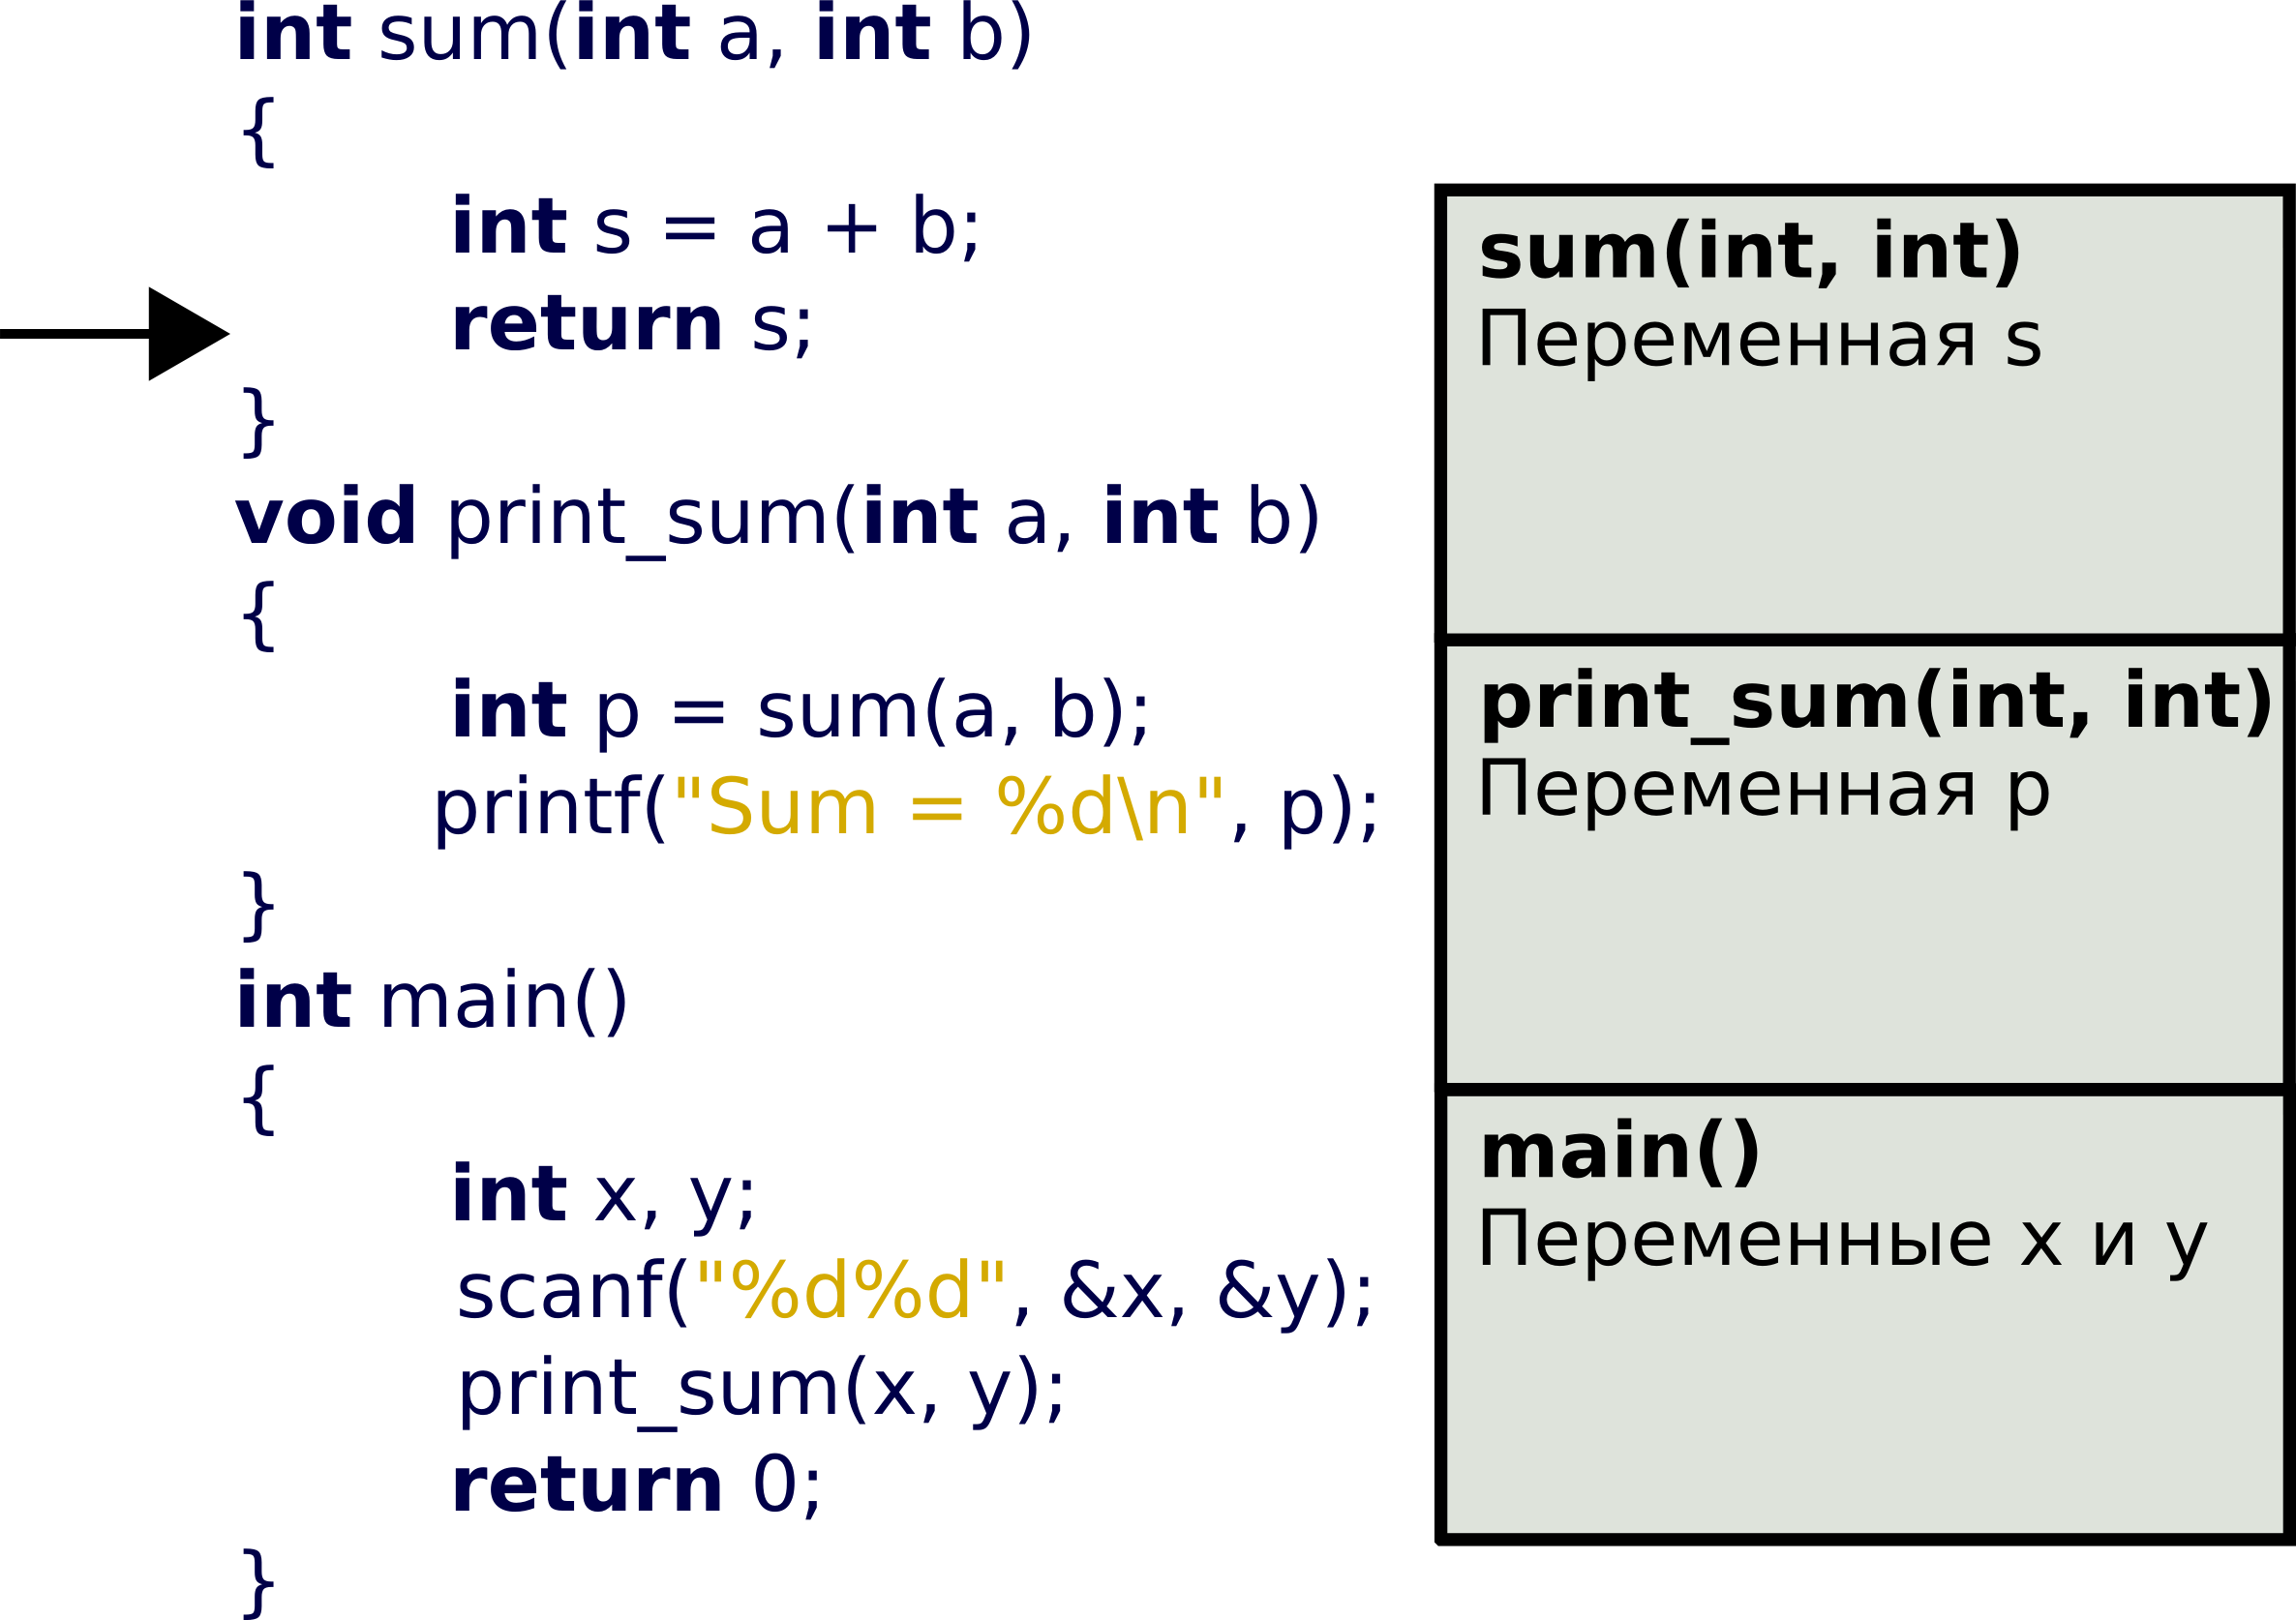 int sum(int a, int b)
{
int s = a + b;
return s;
}
void print_sum(int a, int b)
{
int p = sum(a, b);
printf("Sum = %d\n", p);
}
int main()
{
int x, y;
scanf("%d%d", &x, &y);
print_sum(x, y);
return 0;
}
sum(int, int)
Переменная s
print_sum(int, int)
Переменная p
main()
Переменные x и y